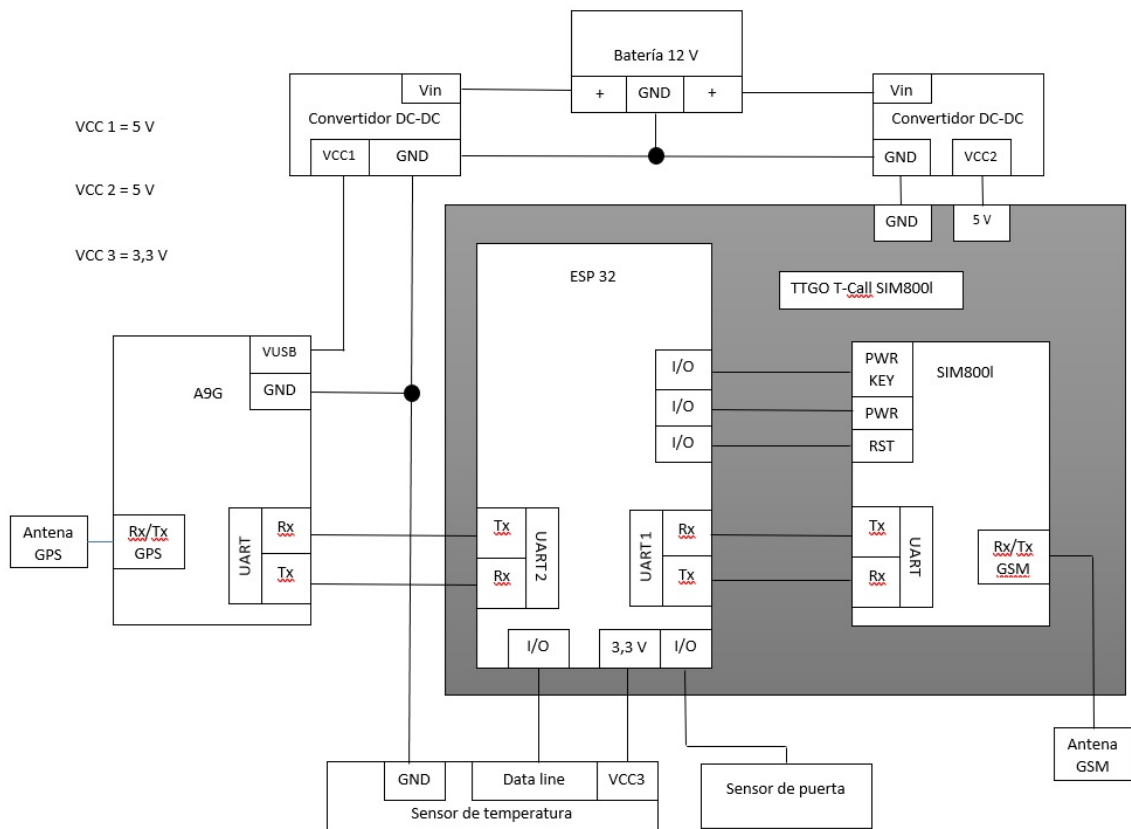 Batería 12 V
+
GND
+
Vin
Convertidor DC-DC
VCC1
GND
Vin
Convertidor DC-DC
GND
VCC2
VCC 1 = 5 V
VCC 2 = 5 V
VCC 3 = 3,3 V
GND
5 V
ESP 32
TTGO T-Call SIM800l
VUSB
GND
A9G
I/O
I/O
I/O
PWR
KEY
PWR
RST
SIM800l
Antena
GPS
Rx/Tx
GPS
UART
Rx
Tx
Tx
Rx
UART 2
UART 1
Rx
Tx
Tx
Rx
UART
Rx/Tx
GSM
I/O
3,3 V
I/O
Antena
GSM
GND
Data line
VCC3
Sensor de temperatura
Sensor de puerta